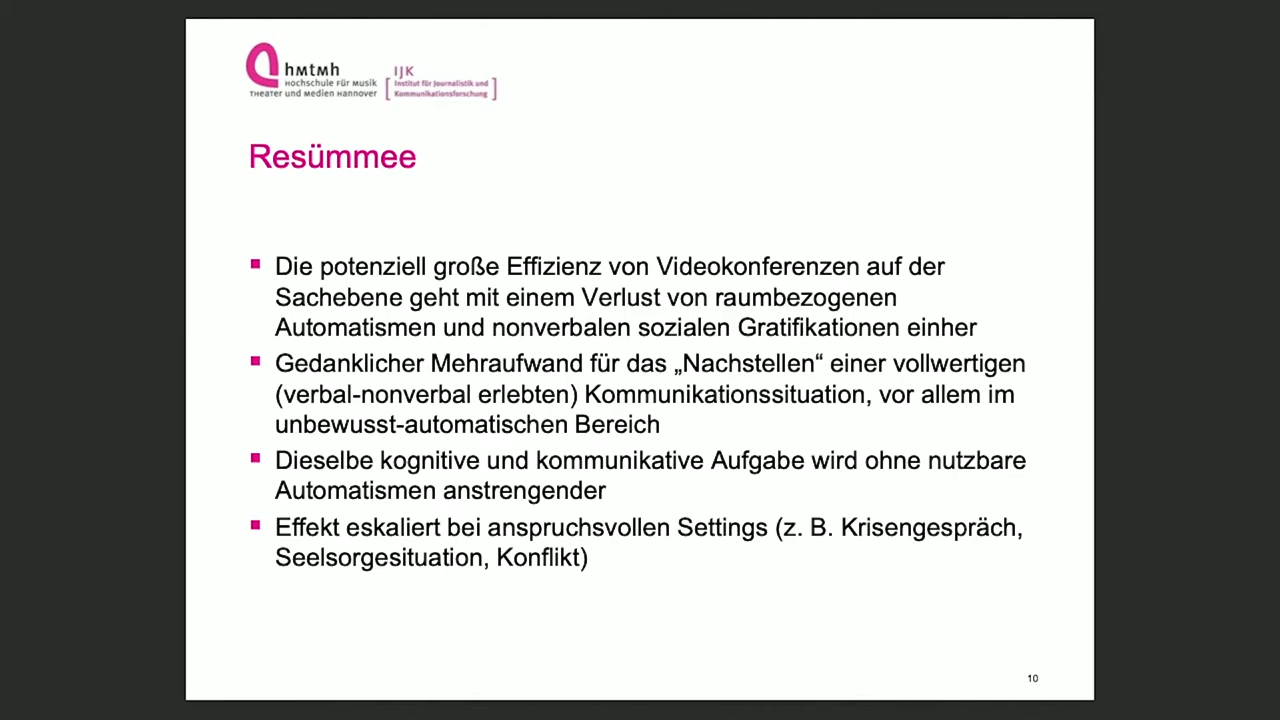 hmtmh
Hochschule für Musik
Theater und Medien Hannover
IJK
Institut für Journalistik und
Kommunikationsforschung
Resümmee
Die potenziell große Effizienz von Videokonferenzen auf der
Sachebene geht mit einem Verlust von raumbezogenen
Automatismen und nonverbalen sozialen Gratifikationen einher
Gedanklicher Mehraufwand für das „Nachstellen“ einer vollwertigen
(verbal-nonverbal erlebten) Kommunikationssituation, vor allem im
unbewusst-automatischen Bereich
Dieselbe kognitive und kommunikative Aufgabe wird ohne nutzbare
Automatismen anstrengender
Effekt eskaliert bei anspruchsvollen Settings (z. B. Krisengespräch,
Seelsorgesituation, Konflikt)
10